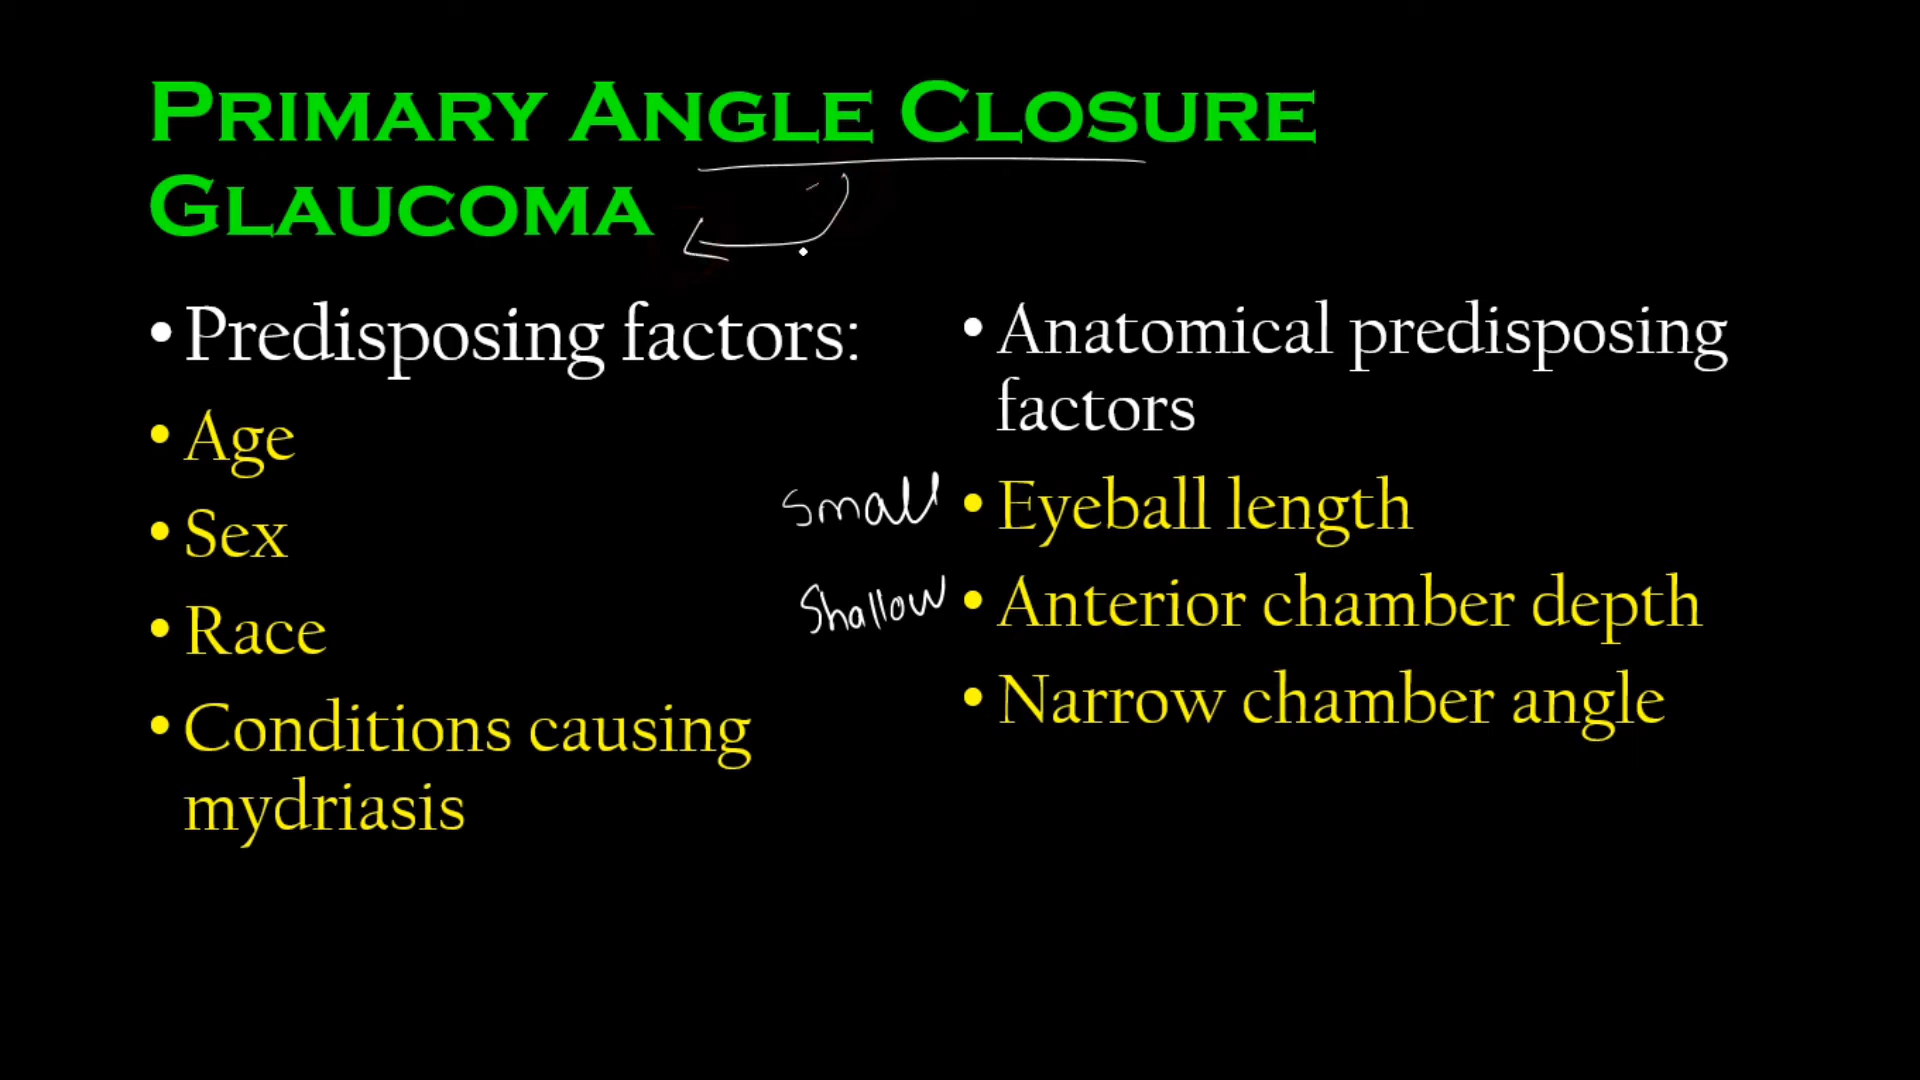 PRIMARY ANGLE CLOSURE
GLAUCOMA
• Predisposing factors:
• Age
• Sex
• Race
• Conditions causing
mydriasis
• Anatomical predisposing
factors
small • Eyeball length
Shallow • Anterior chamber depth
• Narrow chamber angle